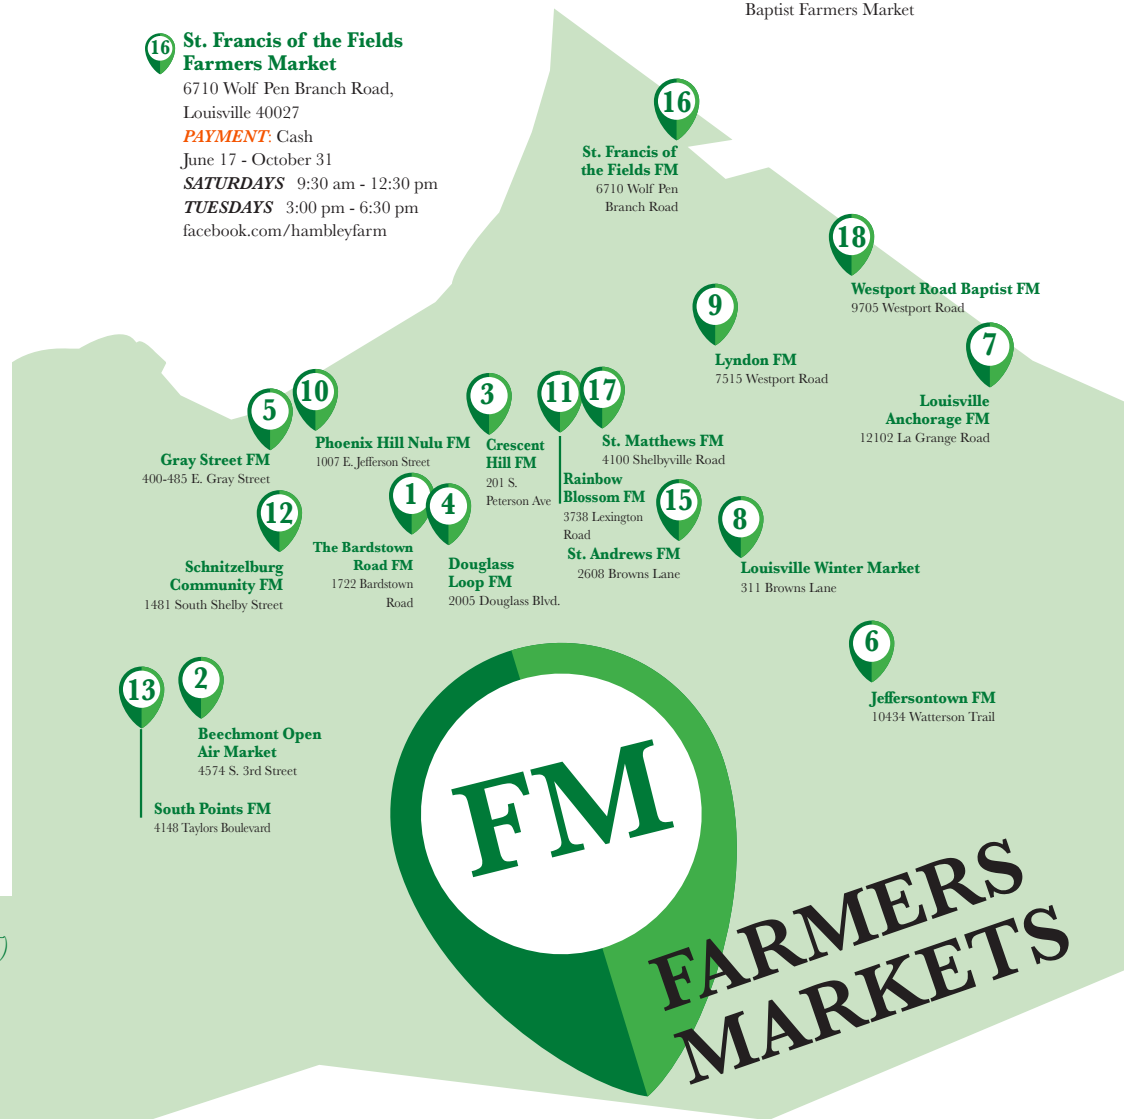 Baptist Farmers Market
16 St. Francis of the Fields
Farmers Market
6710 Wolf Pen Branch Road,
Louisville 40027
PAYMENT: Cash
June 17 - October 31
SATURDAYS 9:30 am - 12:30 pm
TUESDAYS 3:00 pm - 6:30 pm
facebook.com/hambleyfarm
16
St. Francis of
the Fields FM
6710 Wolf Pen
Branch Road
18
Westport Road Baptist FM
9705 Westport Road
9
Lyndon FM
7515 Westport Road
7
Louisville
Anchorage FM
12102 La Grange Road
5
Gray Street FM
400-485 E. Gray Street
10
Phoenix Hill Nulu FM
1007 E. Jefferson Street
3
Crescent
Hill FM
201 S.
Peterson Ave
11
Rainbow
Blossom FM
3738 Lexington
Road
17
St. Matthews FM
4100 Shelbyville Road
12
Schnitzelburg
Community FM
1481 South Shelby Street
1
The Bardstown
Road FM
1722 Bardstown
Road
4
Douglass
Loop FM
2005 Douglass Blvd.
15
St. Andrews FM
2608 Browns Lane
8
Louisville Winter Market
311 Browns Lane
6
Jeffersontown FM
10434 Watterson Trail
13
South Points FM
4148 Taylors Boulevard
2
Beechmont Open
Air Market
4574 S. 3rd Street
FM
FARMERS
MARKETS